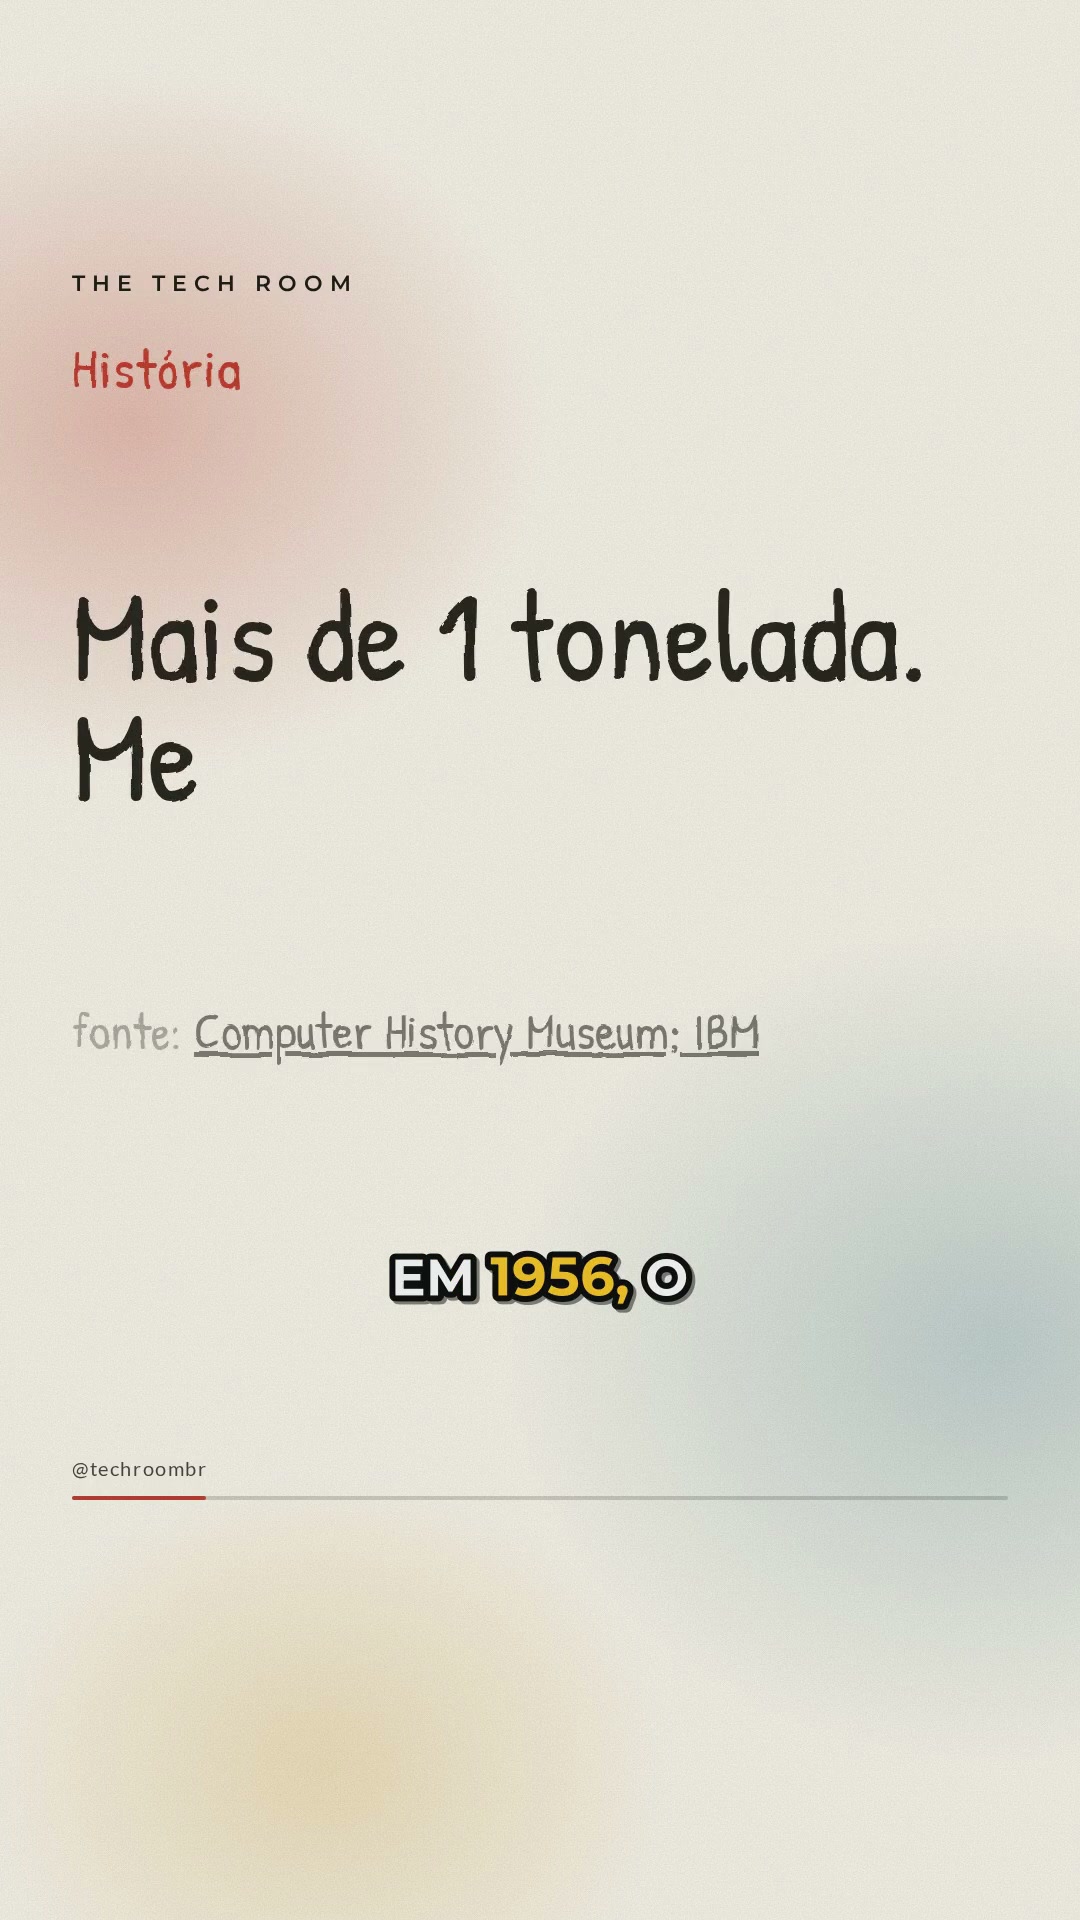 THE TECH ROOM
História
Mais de 1 tonelada.
Me
fonte: Computer History Museum; IBM
EM 1956, O
@techroombr